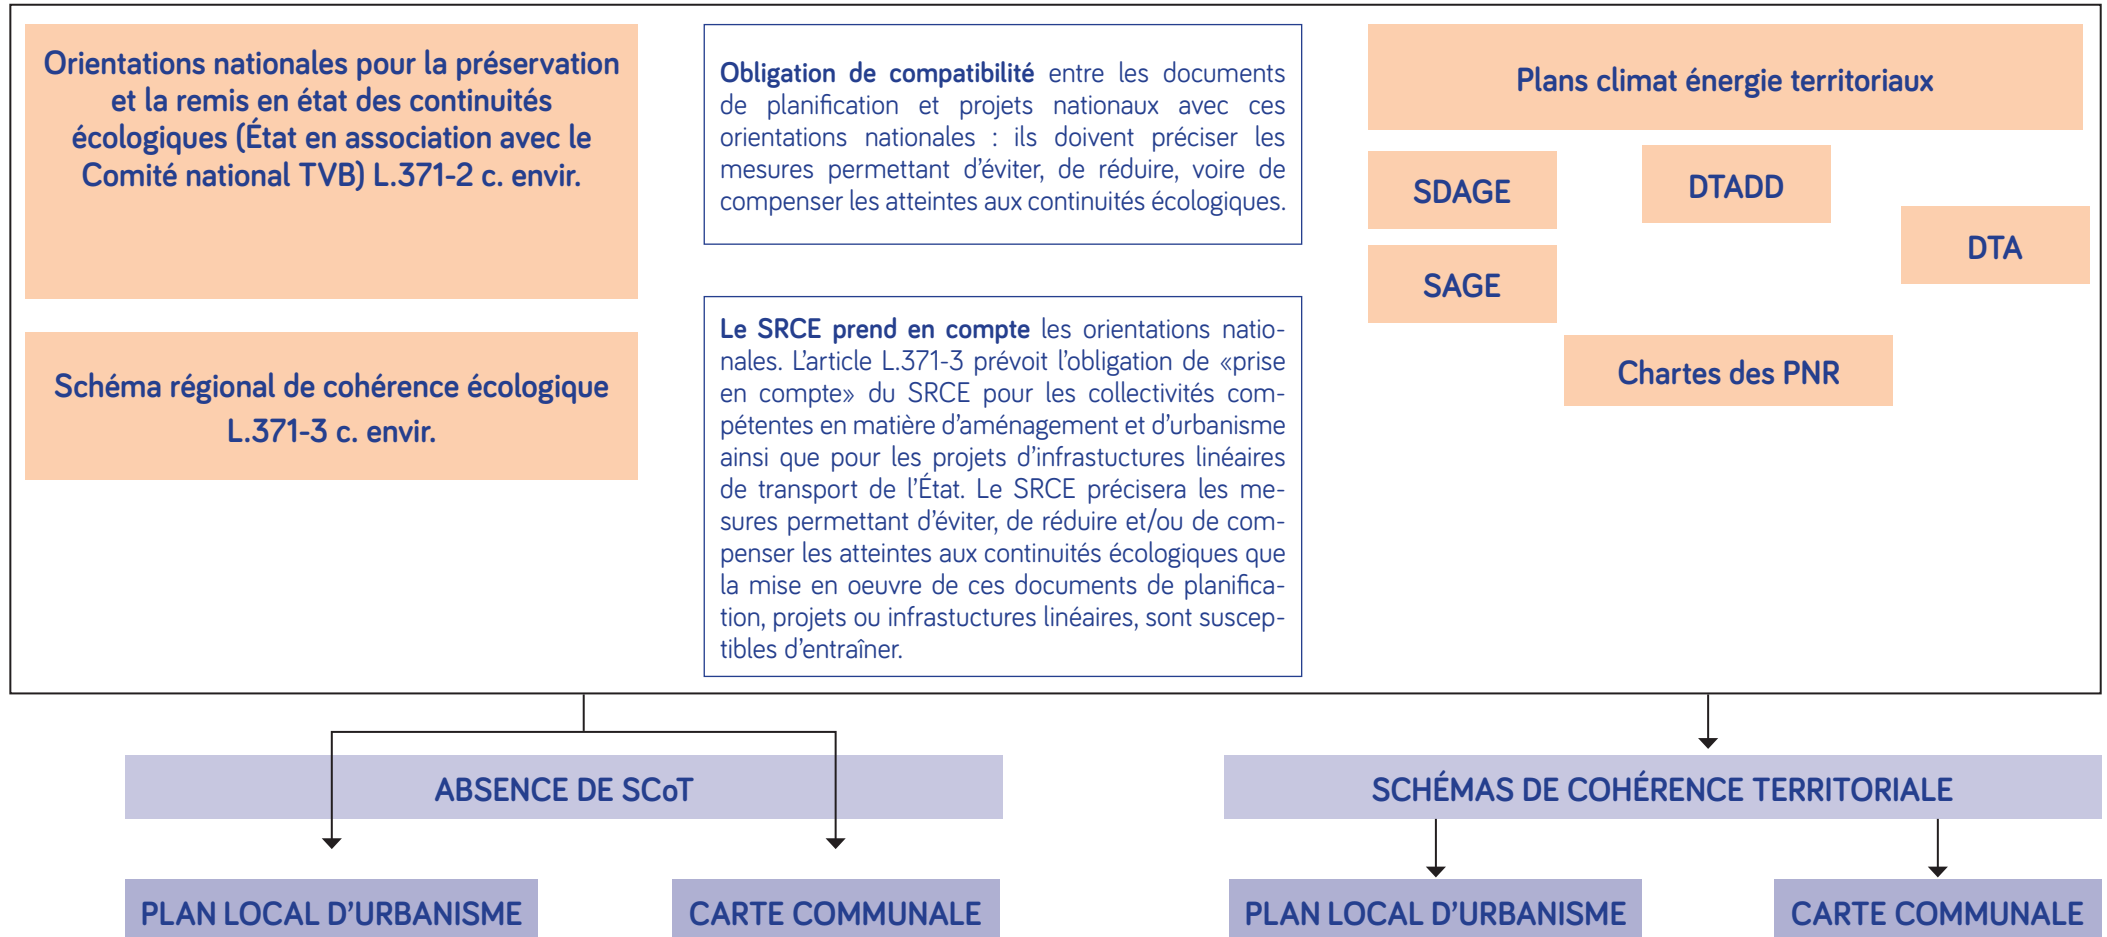 Orientations nationales pour la préservation
et la remis en état des continuités
écologiques (État en association avec le
Comité national TVB) L.371-2 c. envir.
Schéma régional de cohérence écologique
L.371-3 c. envir.
Obligation de compatibilité entre les documents
de planification et projets nationaux avec ces
orientations nationales : ils doivent préciser les
mesures permettant d'éviter, de réduire, voire de
compenser les atteintes aux continuités écologiques.
Le SRCE prend en compte les orientations natio-
nales. L'article L.371-3 prévoit l'obligation de «prise
en compte» du SRCE pour les collectivités com-
pétentes en matière d'aménagement et d'urbanisme
ainsi que pour les projets d'infrastuctures linéaires
de transport de l'État. Le SRCE précisera les me-
sures permettant d'éviter, de réduire et/ou de com-
penser les atteintes aux continuités écologiques que
la mise en oeuvre de ces documents de planifica-
tion, projets ou infrastuctures linéaires, sont suscep-
tibles d'entraîner.
Plans climat énergie territoriaux
SDAGE
DTADD
DTA
SAGE
Chartes des PNR
ABSENCE DE SCoT
PLAN LOCAL D'URBANISME
CARTE COMMUNALE
SCHÉMAS DE COHÉRENCE TERRITORIALE
PLAN LOCAL D'URBANISME
CARTE COMMUNALE